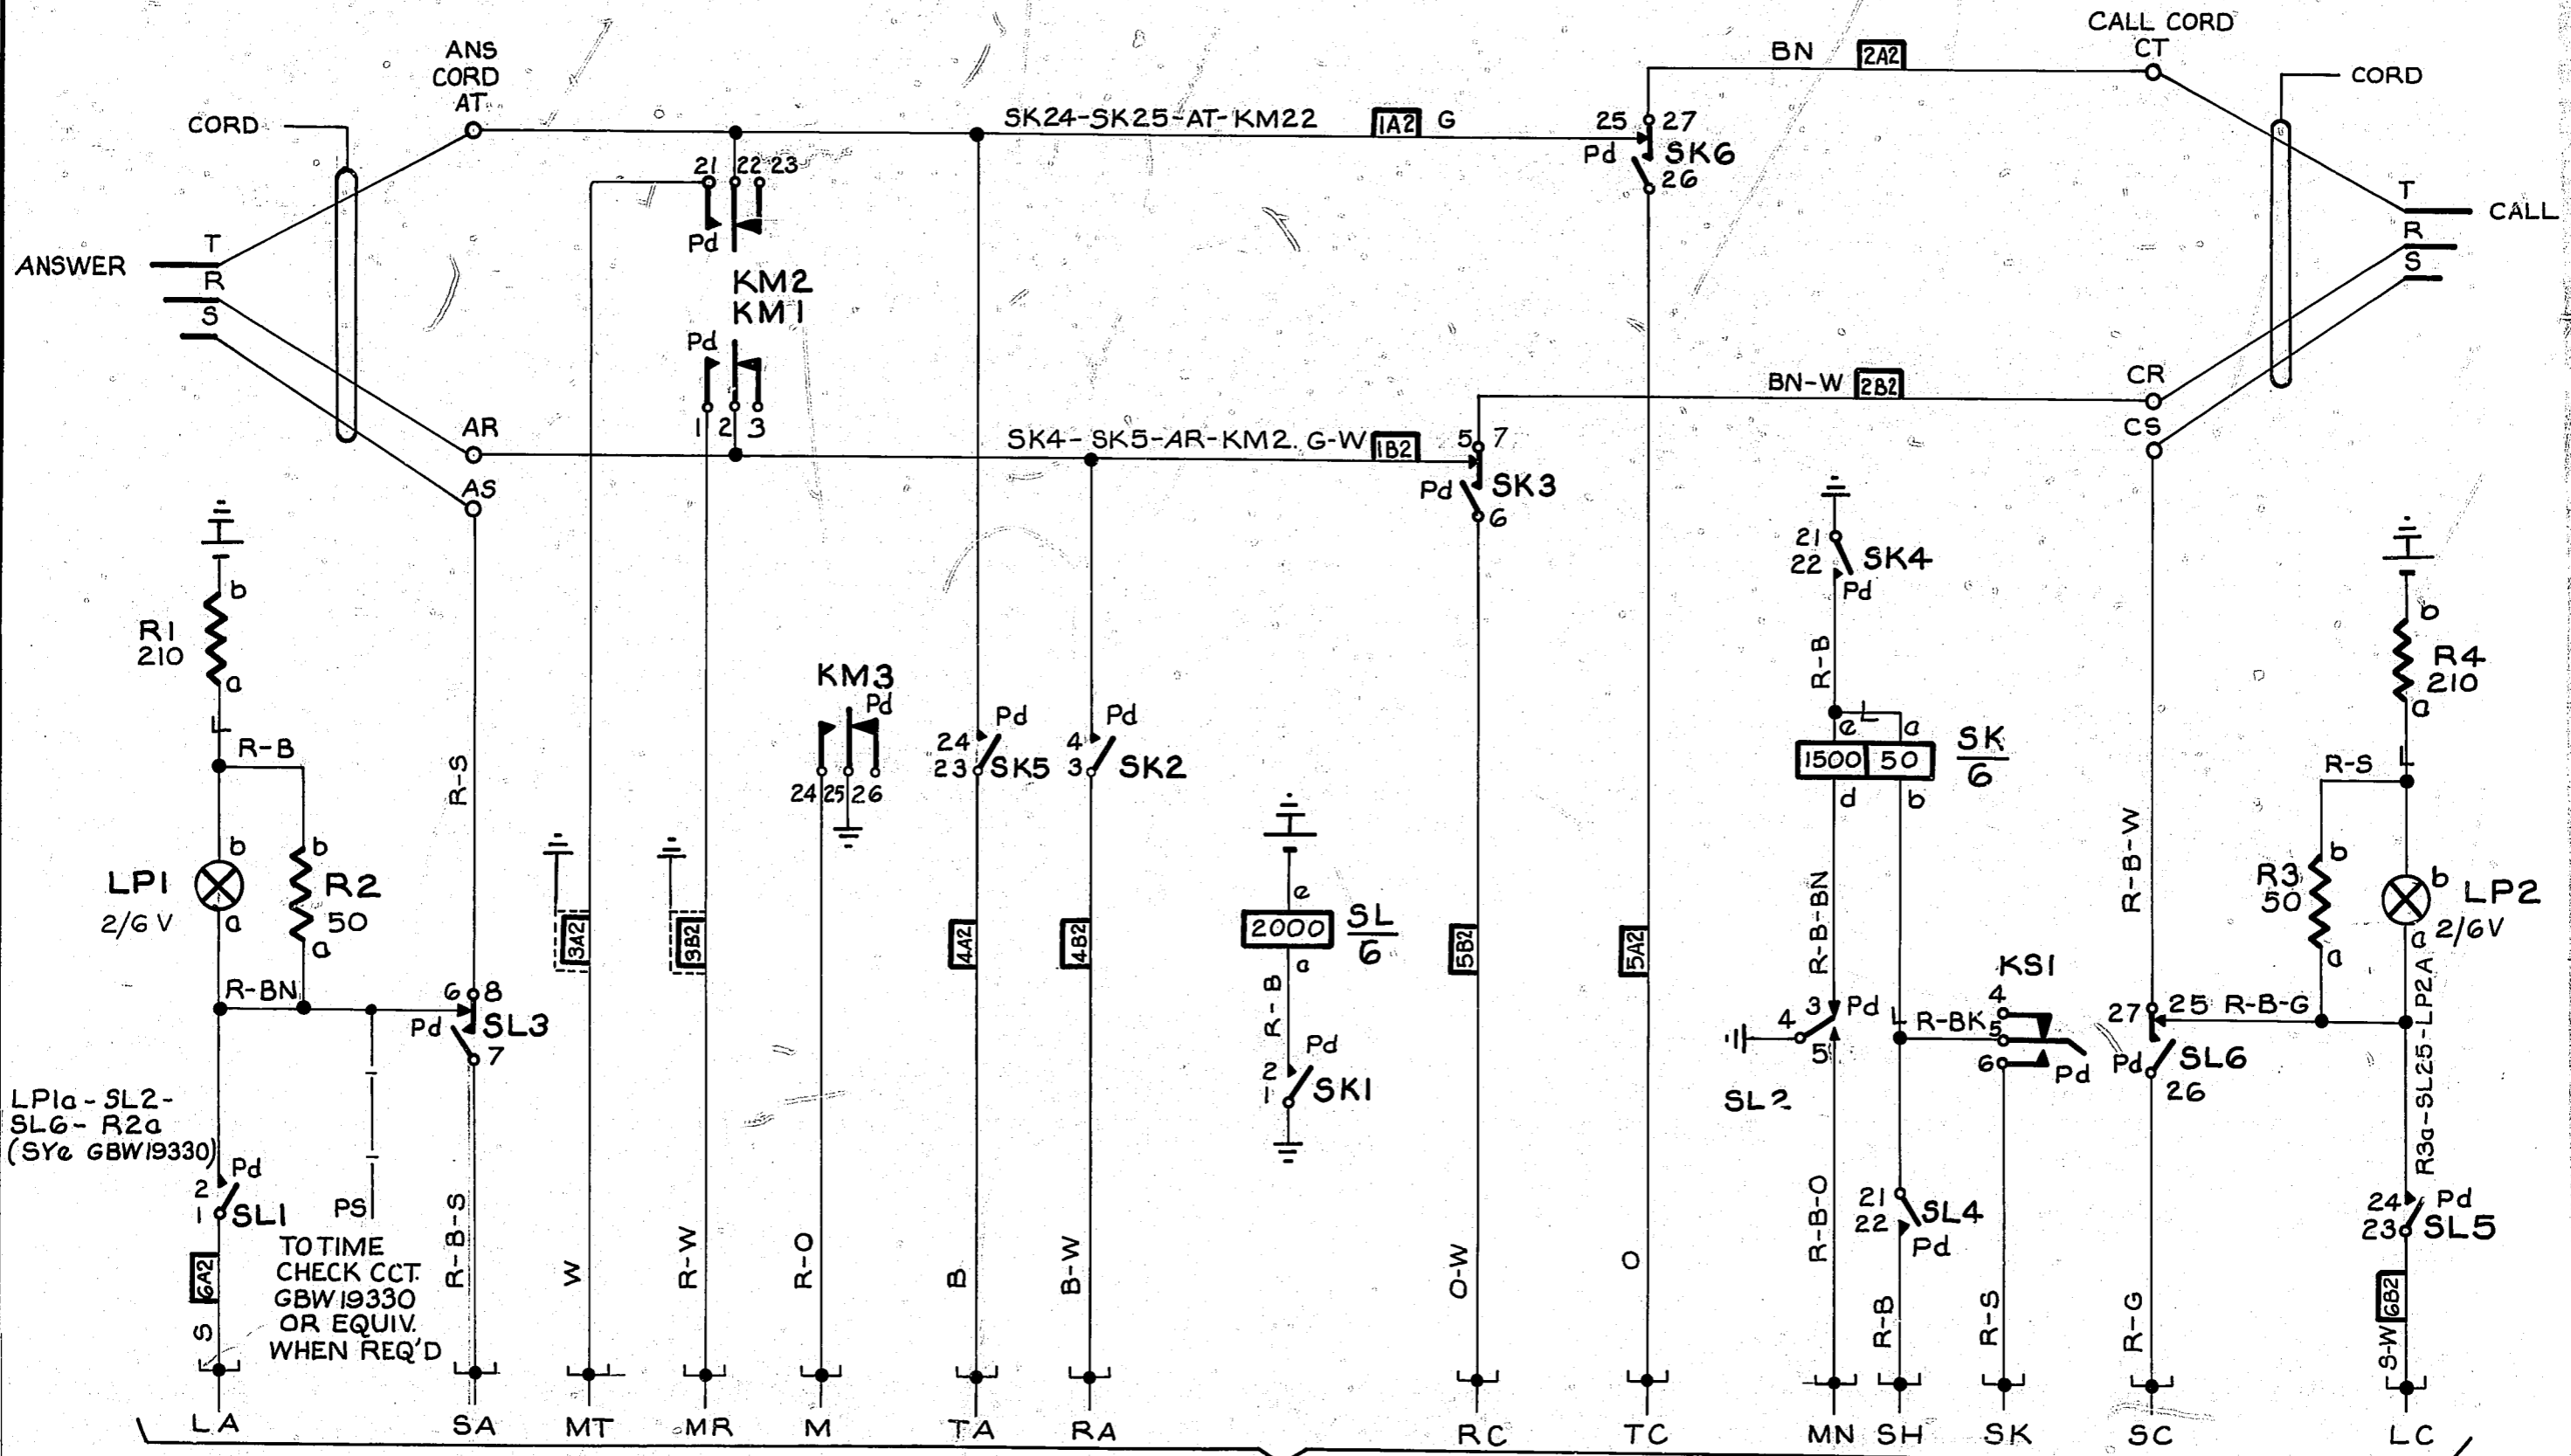 CALL CORD
CT
ANS
CORD
AT
BN
2A2
CORD
CORD
SK24-SK25-AT-KM22
1A2
G
25
27
Pd
SK6
26
21
22
23
Pd
T
CALL
R
S
ANSWER
T
R
S
KM2
KM1
Pd
1
2
3
BN-W
2B2
CR
CS
AR
AS
SK4-SK5-AR-KM2. G-W
1B2
5
7
Pd
SK3
6
21
22
SK4
Pd
R-B
b
R1
210
a
L
R-B
b
R4
210
a
L
R-S
KM3
Pd
24
25
26
R-S
24
23
Pd
SK5
4
3
Pd
SK2
e
L
a
1500
50
SK
6
d
b
b
LP1
2/6 V
a
b
R2
50
a
R-BN
3A2
3B2
4A2
4B2
e
2000
SL
6
a
R-B
5B2
5A2
R-B-BN
R-B-W
b
R3
50
a
b
LP2
2/6V
a
6
8
Pd
SL3
7
3
Pd
4
5
SL2
L
R-BK
KS1
4
5
6
Pd
27
25
R-B-G
Pd
SL6
26
R3a-SL25-LP2A
2
1
Pd
SK1
LP1a-SL2-
SL6-R2a
(SYe GBW19330)
Pd
2
1
SL1
PS
TO TIME
CHECK CCT.
GBW19330
OR EQUIV.
WHEN REQ'D
6A2
S
R-B-S
W
R-W
R-O
B
B-W
O-W
O
R-B-O
21
22
SL4
Pd
R-B
R-S
R-G
24
23
Pd
SL5
6B2
S-W
LA
SA
MT
MR
M
TA
RA
RC
TC
MN
SH
SK
SC
LC